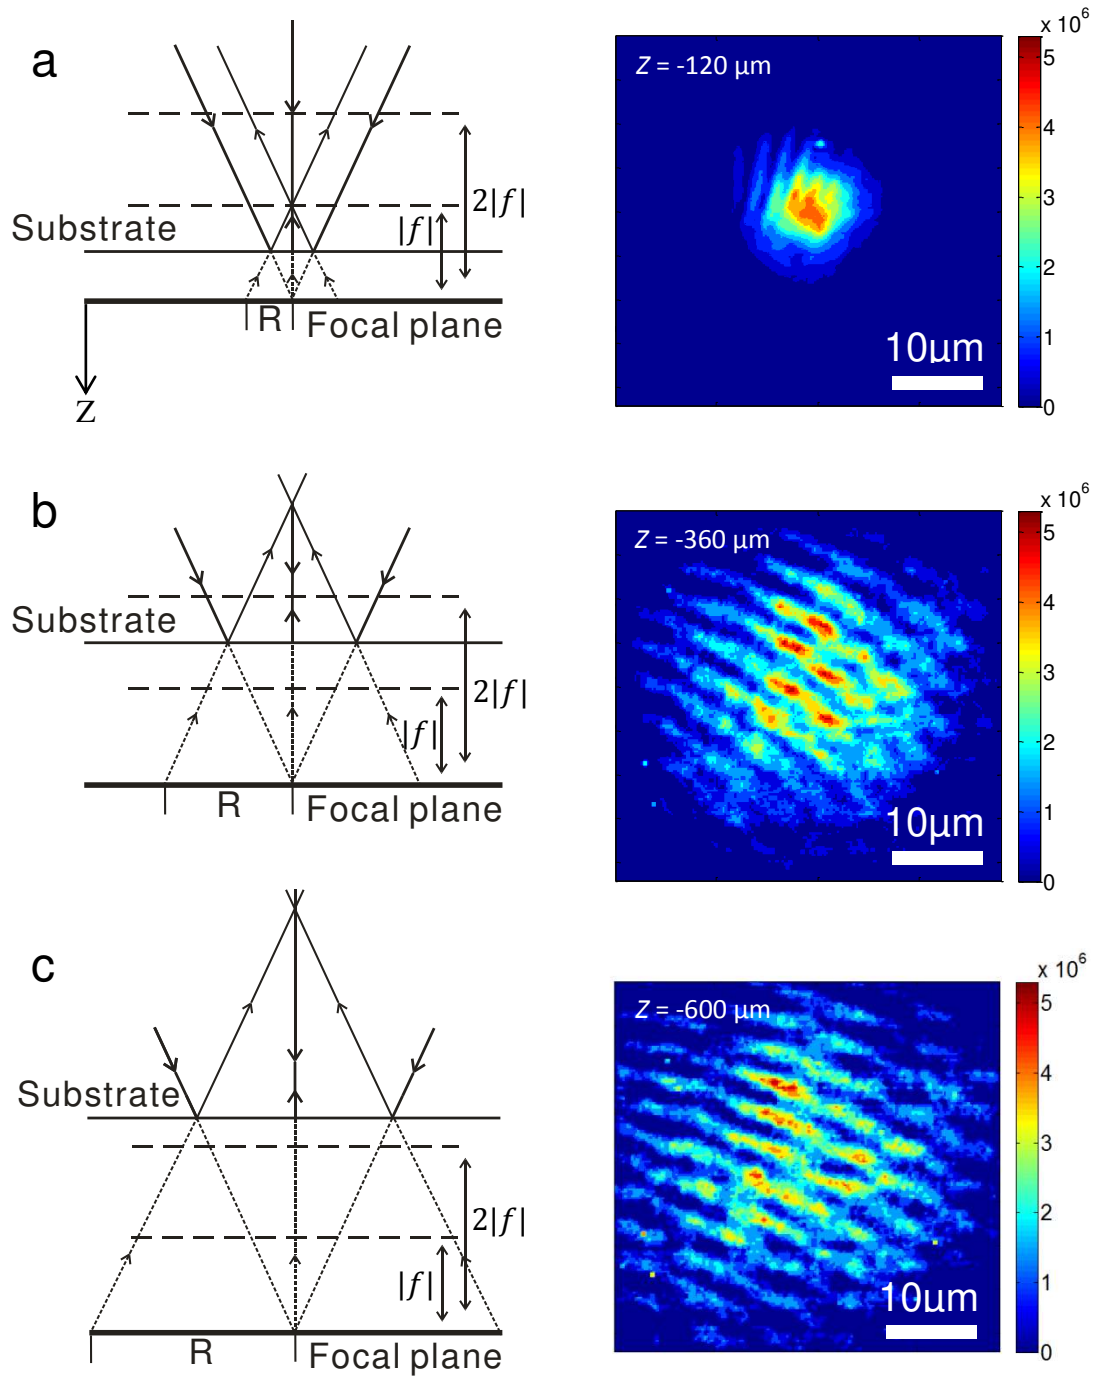 a
Substrate
|f|
2|f|
R
Focal plane
Z
Z = -120 µm
10µm
x 10^6
5
4
3
2
1
0
b
Substrate
|f|
2|f|
R
Focal plane
Z = -360 µm
10µm
x 10^6
5
4
3
2
1
0
c
Substrate
|f|
2|f|
R
Focal plane
Z = -600 µm
10µm
x 10^6
5
4
3
2
1
0